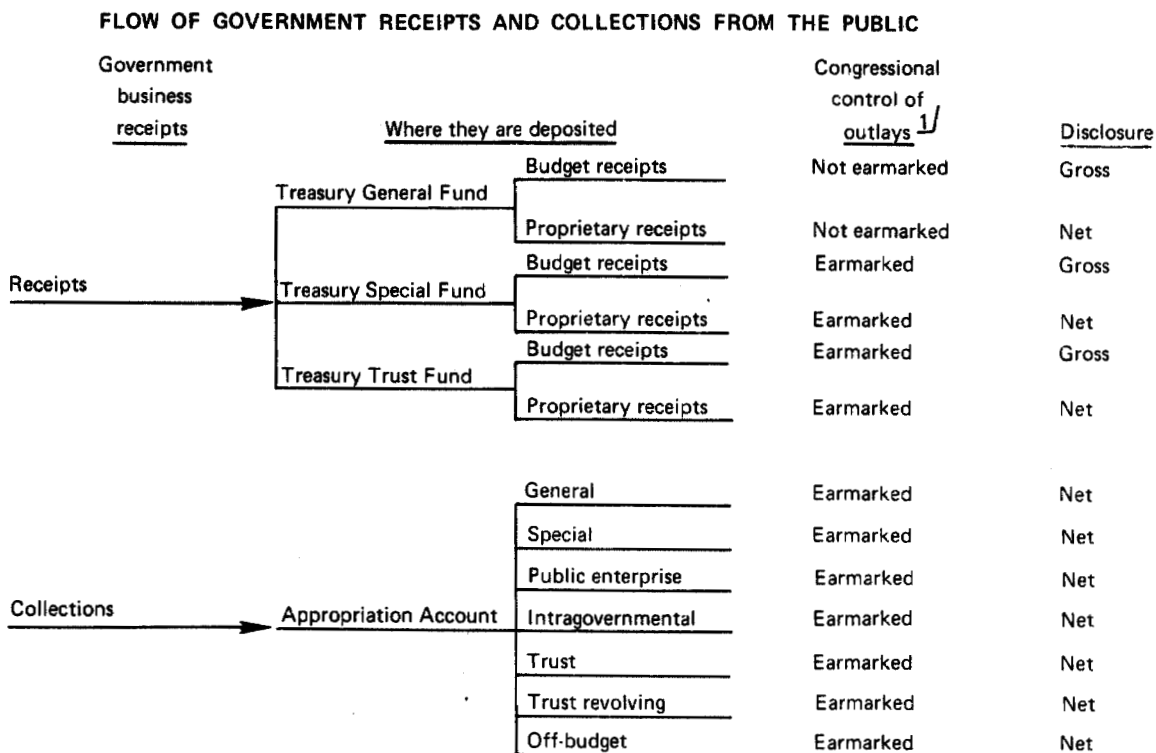 FLOW OF GOVERNMENT RECEIPTS AND COLLECTIONS FROM THE PUBLIC
Government
business
receipts
Where they are deposited
Congressional
control of
outlays 1/
Disclosure
Budget receipts Not earmarked Gross
Treasury General Fund
Proprietary receipts Not earmarked Net
Budget receipts Earmarked Gross
Receipts Treasury Special Fund
Proprietary receipts Earmarked Net
Budget receipts Earmarked Gross
Treasury Trust Fund
Proprietary receipts Earmarked Net
General Earmarked Net
Special Earmarked Net
Public enterprise Earmarked Net
Collections Appropriation Account Intragovernmental Earmarked Net
Trust Earmarked Net
Trust revolving Earmarked Net
Off-budget Earmarked Net